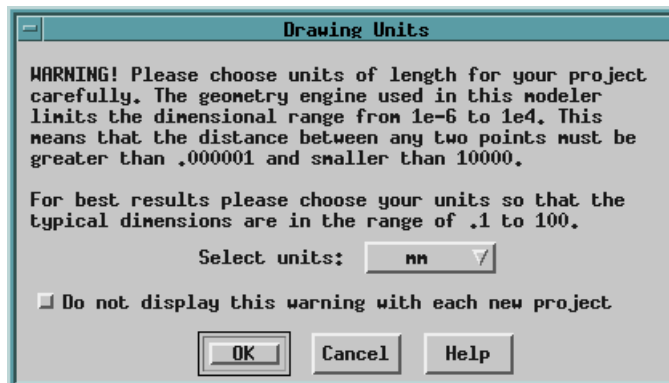 Drawing Units
WARNING! Please choose units of length for your project
carefully. The geometry engine used in this modeler
limits the dimensional range from 1e-6 to 1e4. This
means that the distance between any two points must be
greater than .000001 and smaller than 10000.
For best results please choose your units so that the
typical dimensions are in the range of .1 to 100.
Select units: mm
Do not display this warning with each new project
OK Cancel Help